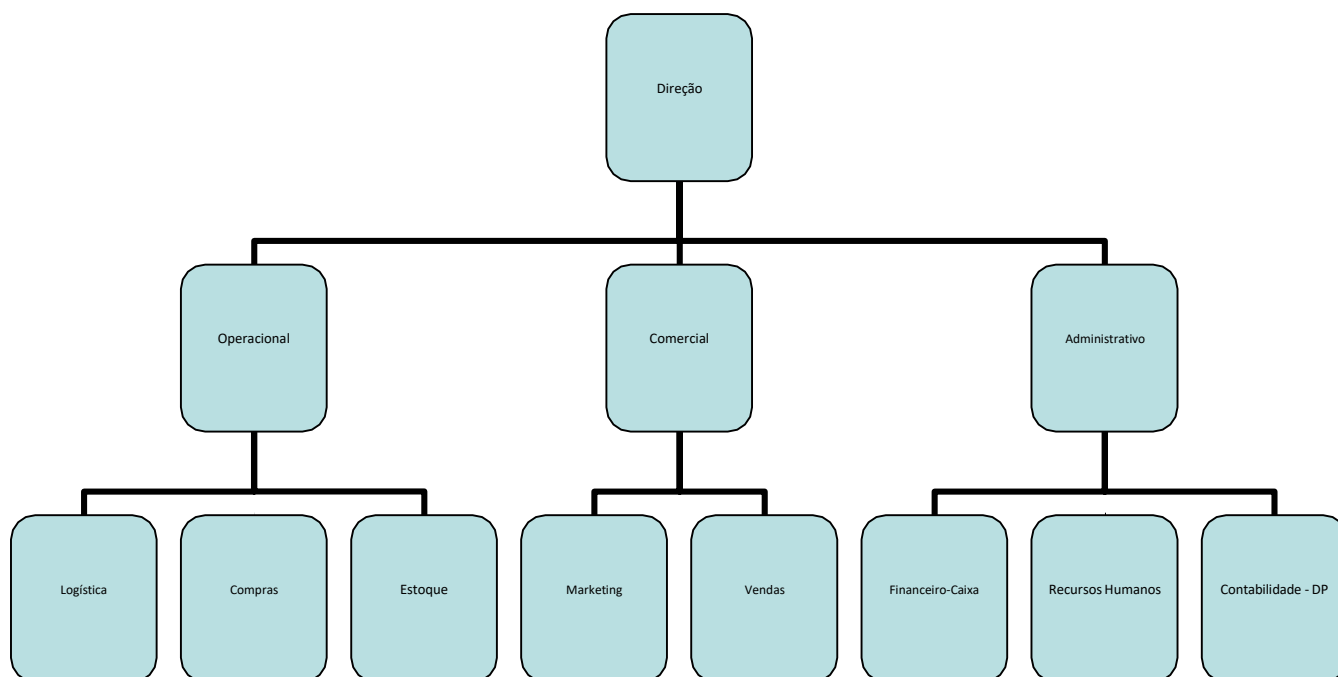 Direção
Operacional
Comercial
Administrativo
Logística
Compras
Estoque
Marketing
Vendas
Financeiro-Caixa
Recursos Humanos
Contabilidade - DP